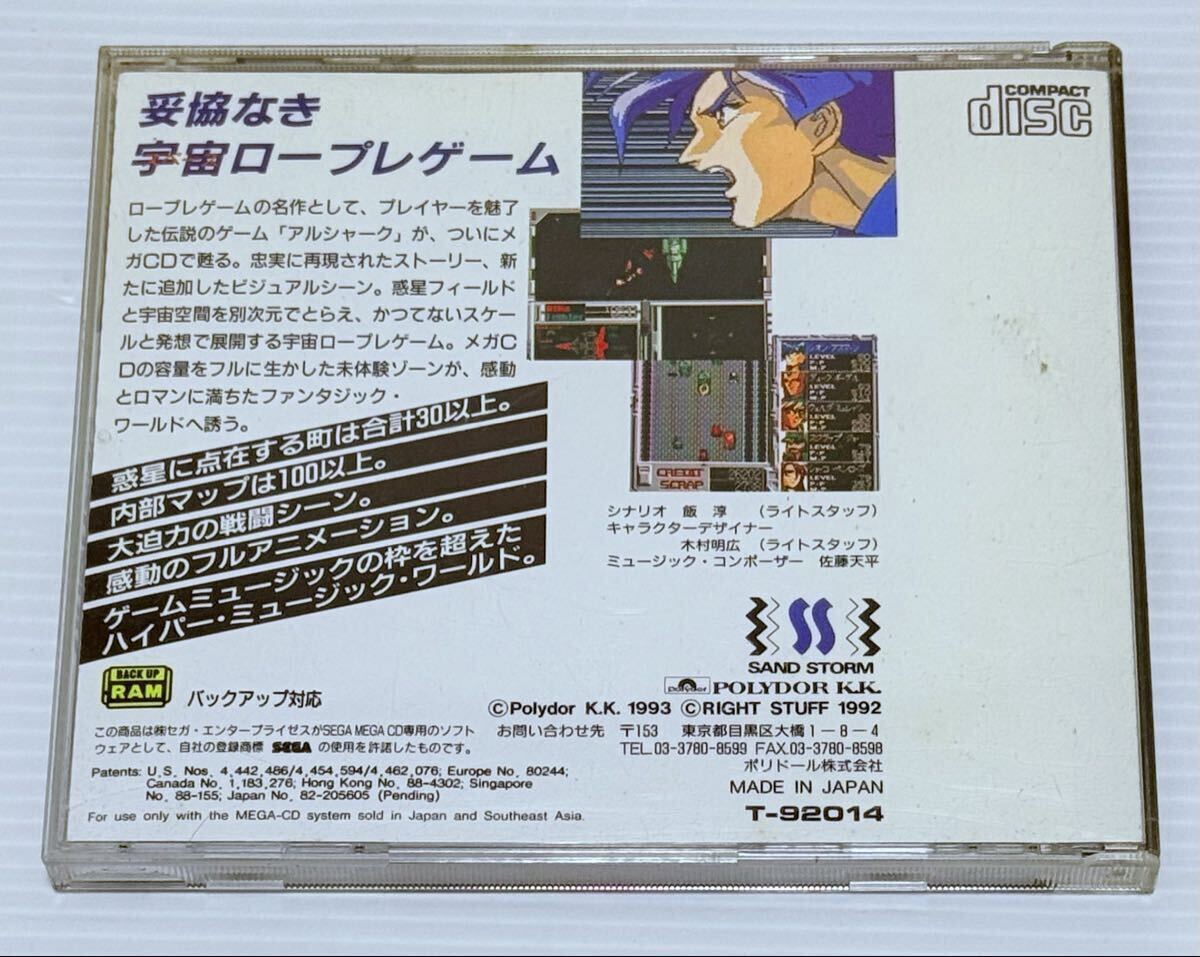 妥協なき
宇宙ロープレゲーム
COMPACT
disc
ロープレゲームの名作として、プレイヤーを魅了
した伝説のゲーム「アルシャーク」が、ついにメ
ガCDで甦る。忠実に再現されたストーリー、新
たに追加したビジュアルシーン。惑星フィールド
と宇宙空間を別次元でとらえ、かつてないスケー
ルと発想で展開する宇宙ロープレゲーム。メガC
Dの容量をフルに生かした未体験ゾーンが、感動
とロマンに満ちたファンタジック・
ワールドへ誘う。
惑星に点在する町は合計30以上。
内部マップは100以上。
大迫力の戦闘シーン。
感動のフルアニメーション。
ゲームミュージックの枠を超えた
ハイパー・ミュージック・ワールド。
LEVEL
LEVEL
LEVEL
LEVEL
LEVEL
CREDIT
SCRAP
シナリオ 飯 淳 (ライトスタッフ)
キャラクターデザイナー
木村明広 (ライトスタッフ)
ミュージック・コンポーザー 佐藤天平
SAND STORM
polydor POLYDOR K.K.
©Polydor K.K. 1993 ©RIGHT STUFF 1992
お問い合わせ先 〒153 東京都目黒区大橋1-8-4
TEL.03-3780-8599 FAX.03-3780-8598
ポリドール株式会社
MADE IN JAPAN
T-92014
BACK UP
RAM
バックアップ対応
この商品は㈱セガ・エンタープライゼスがSEGA MEGA CD専用のソフト
ウェアとして、自社の登録商標 SEGA の使用を許諾したものです。
Patents: U.S. Nos. 4,442,486/4,454,594/4,462,076; Europe No. 80244;
Canada No. 1,183,276; Hong Kong No. 88-4302; Singapore
No. 88-155; Japan No. 82-205605 (Pending)
For use only with the MEGA-CD system sold in Japan and Southeast Asia.